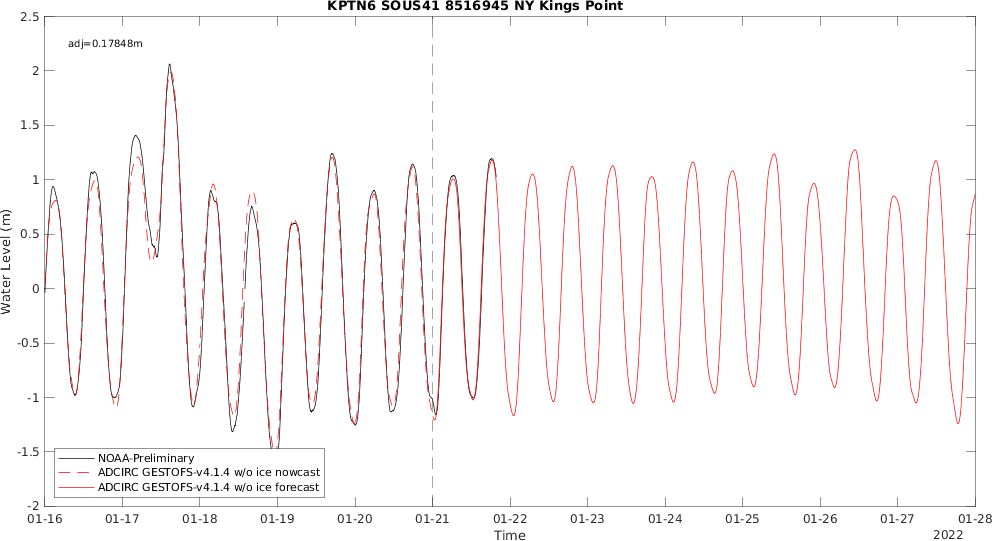 KPTN6 SOUS41 8516945 NY Kings Point
adj=0.17848m
2.5
2
1.5
1
0.5
0
-0.5
-1
-1.5
-2
Water Level (m)
NOAA-Preliminary
ADCIRC GESTOFS-v4.1.4 w/o ice nowcast
ADCIRC GESTOFS-v4.1.4 w/o ice forecast
01-16 01-17 01-18 01-19 01-20 01-21 01-22 01-23 01-24 01-25 01-26 01-27 01-28
Time
2022